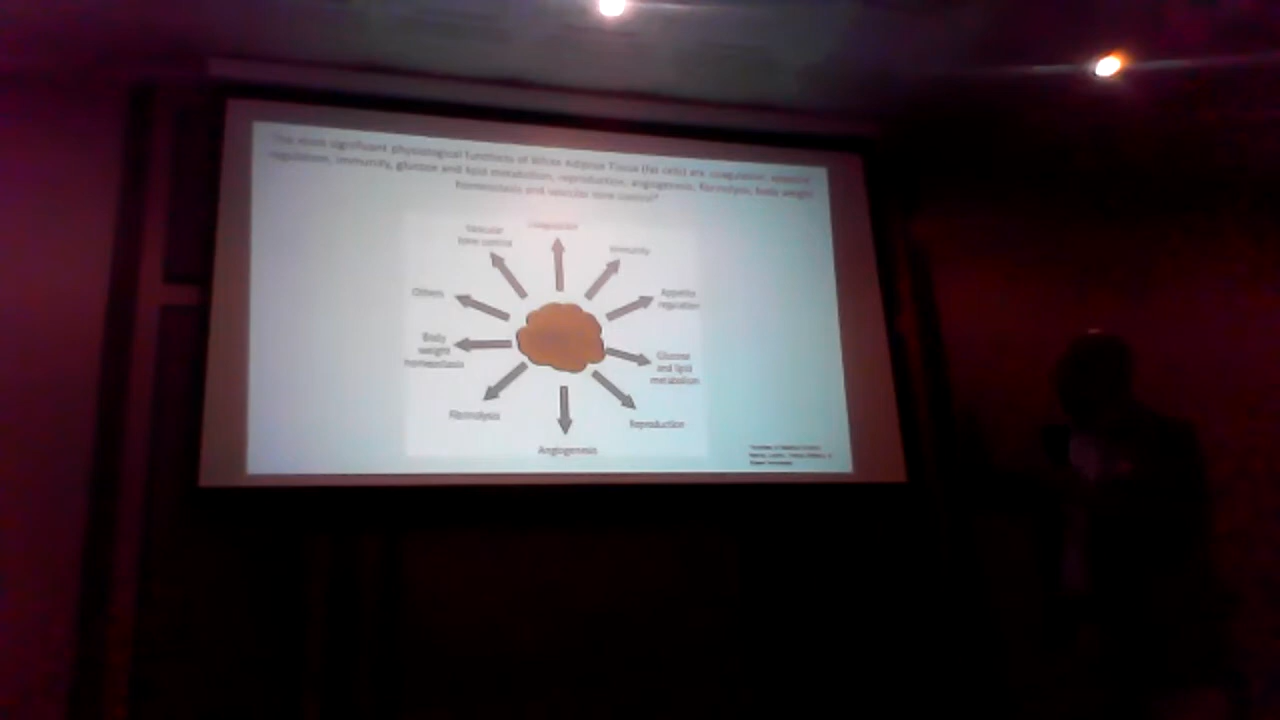 "The most significant physiological functions of White Adipose Tissue (fat cells) are coagulation, appetite
regulation, immunity, glucose and lipid metabolism, reproduction, angiogenesis, fibrinolysis, body weight
homeostasis and vascular tone control"
Coagulation
Vascular
tone control
Immunity
Others
Appetite
regulation
Body
weight
homeostasis
Glucose
and lipid
metabolism
Fibrinolysis
Reproduction
Angiogenesis